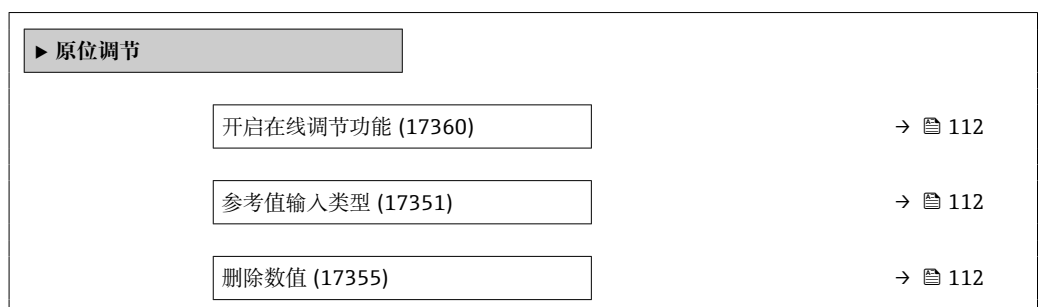 ▶ 原位调节
开启在线调节功能 (17360) → 112
参考值输入类型 (17351) → 112
删除数值 (17355) → 112